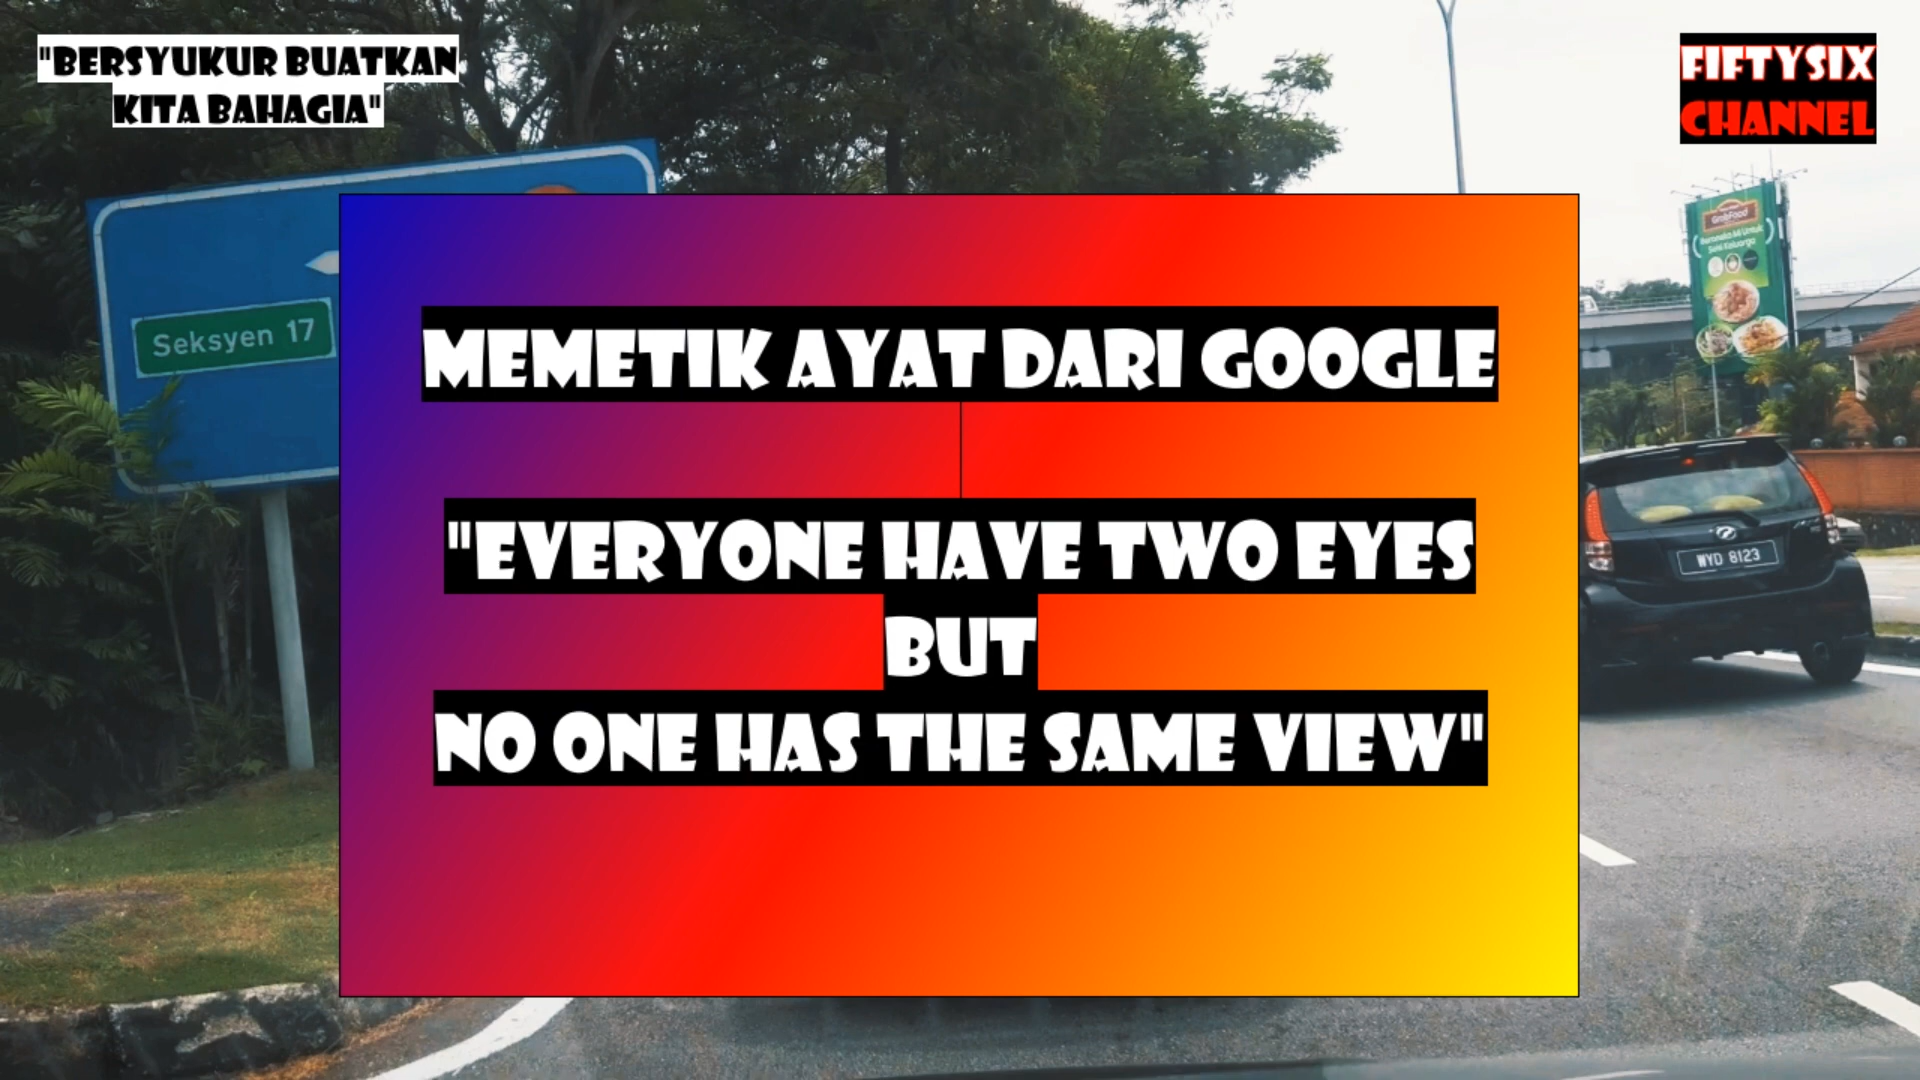 "BERSYUKUR BUATKAN
KITA BAHAGIA"
FIFTYSIX
CHANNEL
GrabFood
Seksyen 17
MEMETIK AYAT DARI GOOGLE
"EVERYONE HAVE TWO EYES
BUT
NO ONE HAS THE SAME VIEW"
WYD 8123